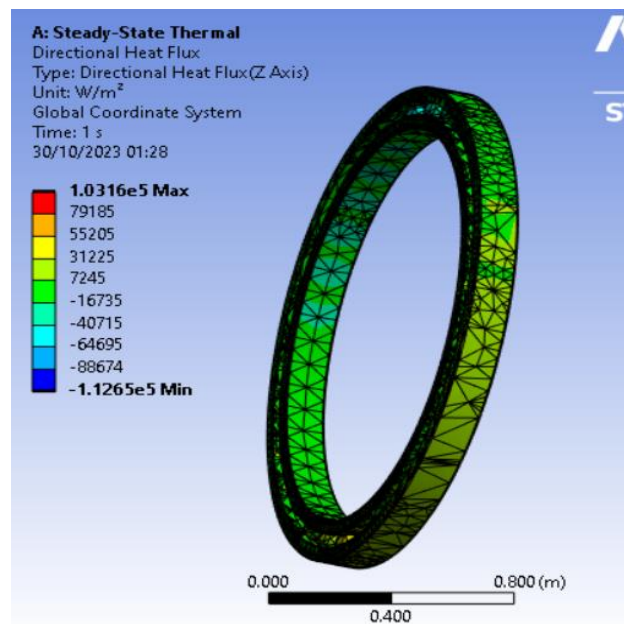 A: Steady-State Thermal
Directional Heat Flux
Type: Directional Heat Flux(Z Axis)
Unit: W/m²
Global Coordinate System
Time: 1 s
30/10/2023 01:28
1.0316e5 Max
79185
55205
31225
7245
-16735
-40715
-64695
-88674
-1.1265e5 Min
0.000
0.800 (m)
0.400